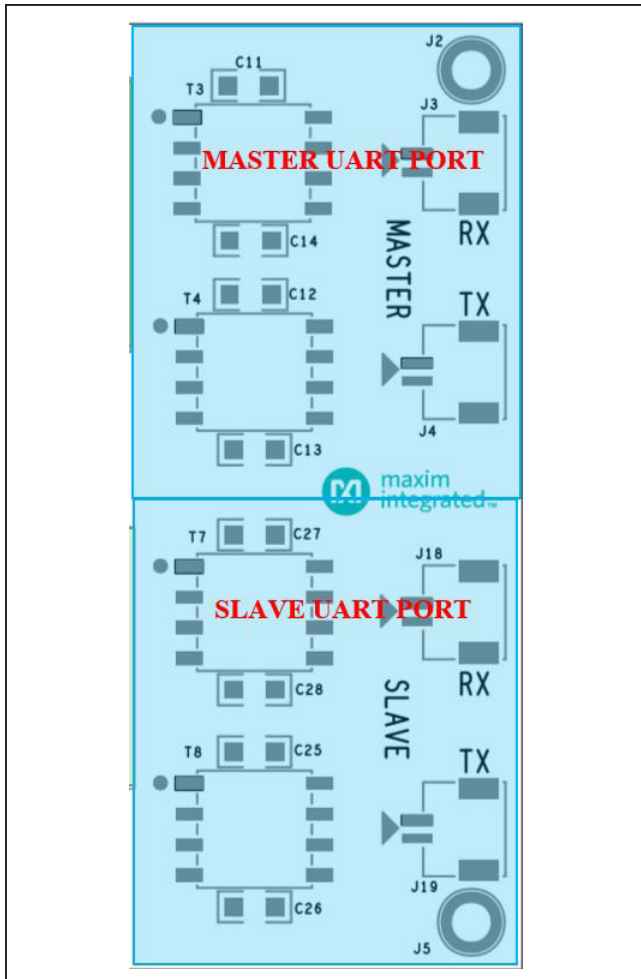 J2
C11
T3
J3
MASTER UART PORT
RX
C14
MASTER
C12
TX
T4
J4
C13
maxim
integrated™
C27
T7
J18
SLAVE UART PORT
RX
C28
SLAVE
C25
TX
T8
J19
C26
J5